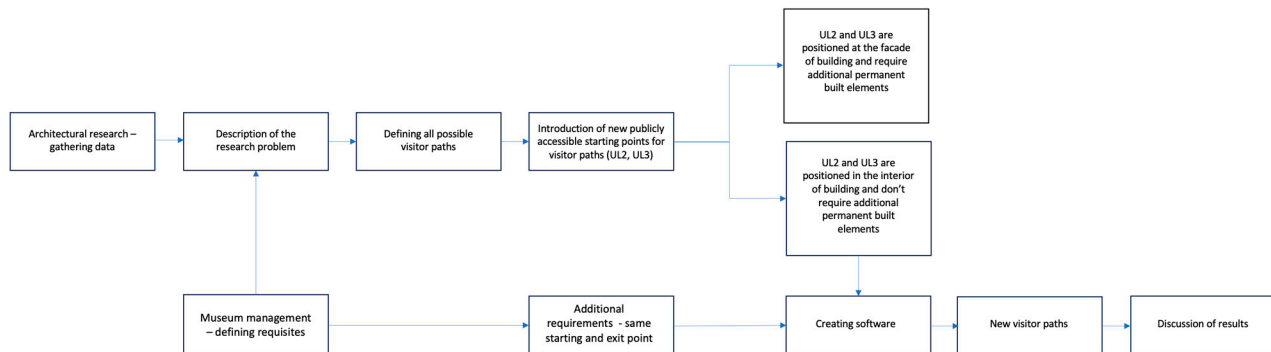 UL2 and UL3 are
positioned at the facade
of building and require
additional permanent
built elements
Architectural research –
gathering data
Description of the
research problem
Defining all possible
visitor paths
Introduction of new publicly
accessible starting points for
visitor paths (UL2, UL3)
UL2 and UL3 are
positioned in the interior
of building and don’t
require additional
permanent built
elements
Museum management
– defining requisites
Additional
requirements - same
starting and exit point
Creating software
New visitor paths
Discussion of results